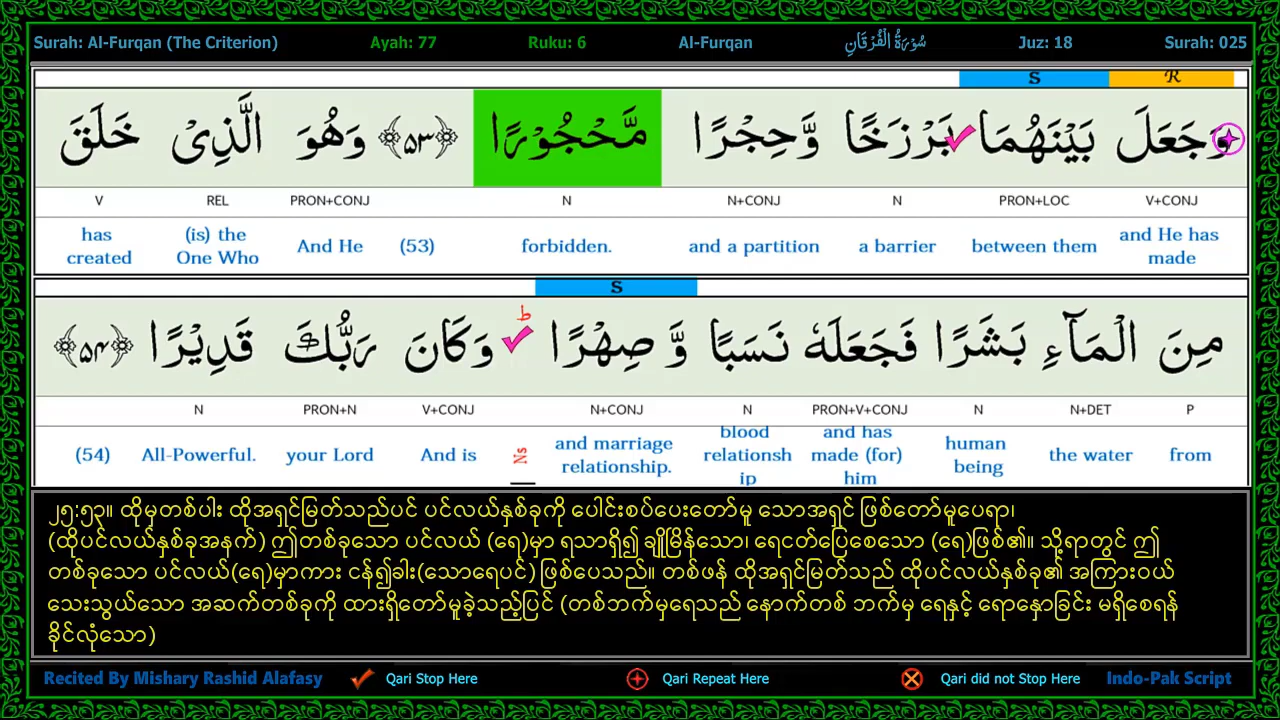 Surah: Al-Furqan (The Criterion) Ayah: 77 Ruku: 6 Al-Furqan سُوْرَةُ الْفُرْقَانِ Juz: 18 Surah: 025
S R
وَجَعَلَ بَيْنَهُمَا بَرْزَخًا وَّحِجْرًا مَّحْجُوْرًا ﴿۵۳﴾ وَهُوَ الَّذِىْ خَلَقَ
V REL PRON+CONJ N N+CONJ N PRON+LOC V+CONJ
has created (is) the One Who And He (53) forbidden. and a partition a barrier between them and He has made
S
مِنَ الْمَآءِ بَشَرًا فَجَعَلَهٗ نَسَبًا وَّ صِهْرًا ؕ وَكَانَ رَبُّكَ قَدِيْرًا ﴿۵۴﴾
N PRON+N V+CONJ N+CONJ N PRON+V+CONJ N N+DET P
(54) All-Powerful. your Lord And is Ns and marriage relationship. blood relationship and has made (for) him human being the water from
၂၅:၅၃။ ထိုမှတစ်ပါး ထိုအရှင်မြတ်သည်ပင် ပင်လယ်နှစ်ခုကို ပေါင်းစပ်ပေးတော်မူ သောအရှင် ဖြစ်တော်မူပေရာ၊
(ထိုပင်လယ်နှစ်ခုအနက်) ဤတစ်ခုသော ပင်လယ် (ရေ)မှာ ရသာရှိ၍ ချိုမြိန်သော၊ ရေငတ်ပြေစေသော (ရေ)ဖြစ်၏။ သို့ရာတွင် ဤ
တစ်ခုသော ပင်လယ်(ရေ)မှာကား ငန်၍ခါး(သောရေပင်) ဖြစ်ပေသည်။ တစ်ဖန် ထိုအရှင်မြတ်သည် ထိုပင်လယ်နှစ်ခု၏ အကြားဝယ်
သေးသွယ်သော အဆက်တစ်ခုကို ထားရှိတော်မူခဲ့သည့်ပြင် (တစ်ဘက်မှရေသည် နောက်တစ် ဘက်မှ ရေနှင့် ရောနှောခြင်း မရှိစေရန်
ခိုင်လုံသော)
Recited By Mishary Rashid Alafasy Qari Stop Here Qari Repeat Here Qari did not Stop Here Indo-Pak Script